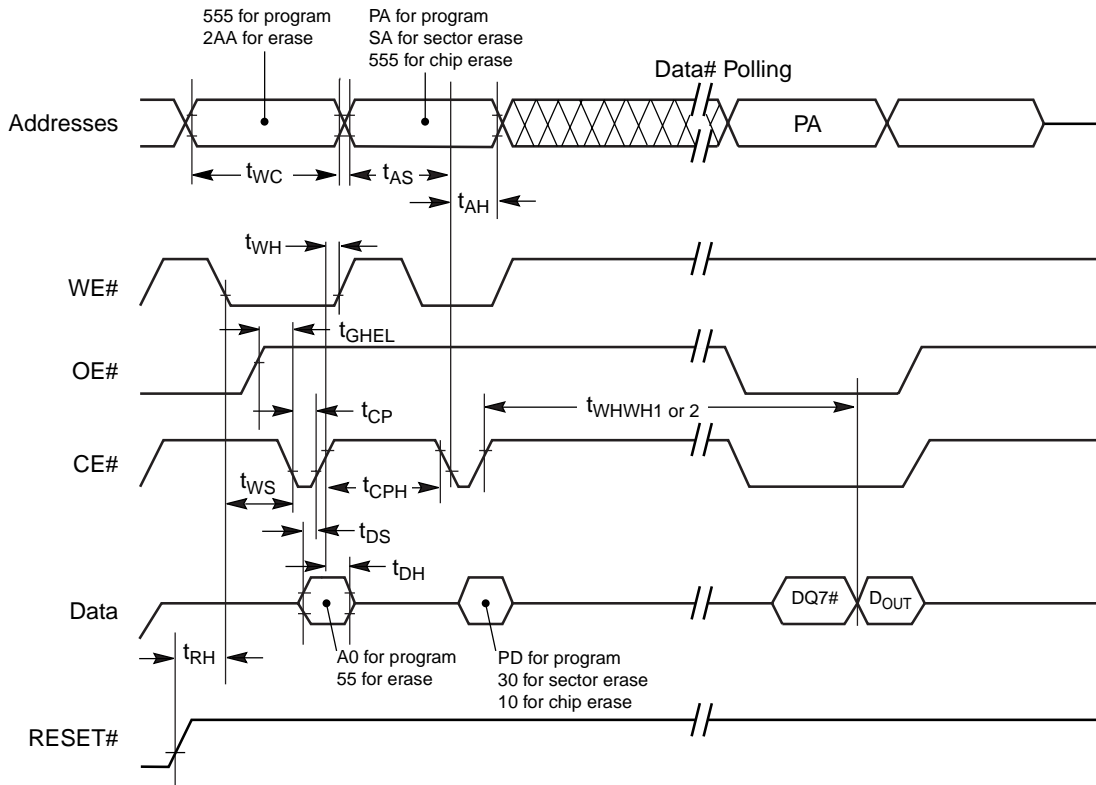 555 for program
2AA for erase
PA for program
SA for sector erase
555 for chip erase
Data# Polling
Addresses
PA
tWC
tAS
tAH
tWH
WE#
tGHEL
OE#
tWHWH1 or 2
tCP
CE#
tWS
tCPH
tDS
tDH
Data
DQ7#
DOUT
tRH
A0 for program
55 for erase
PD for program
30 for sector erase
10 for chip erase
RESET#